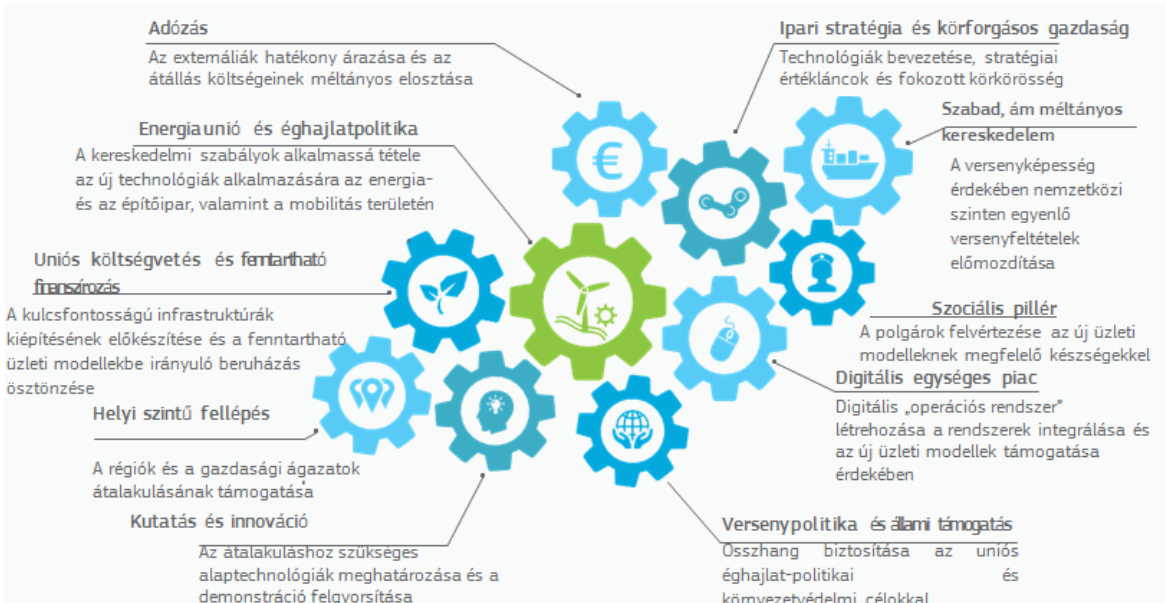 Adózás
Az externáliák hatékony árazása és az
átállás költségeinek méltányos elosztása
Ipari stratégia és körforgásos gazdaság
Technológiák bevezetése, stratégiai
értékláncok és fokozott körkörösség
Szabad, ám méltányos
kereskedelem
A versenyképesség
érdekében nemzetközi
szinten egyenlő
versenyfeltételek
előmozdítása
Energiaunió és éghajlatpolitika
A kereskedelmi szabályok alkalmassá tétele
az új technológiák alkalmazására az energia-
és az építőipar, valamint a mobilitás területén
Uniós költségvetés és fenntartható
finanszírozás
A kulcsfontosságú infrastruktúrák
kiépítésének előkészítése és a fenntartható
üzleti modellekbe irányuló beruházás
ösztönzése
Szociális pillér
A polgárok felvértezése az új üzleti
modelleknek megfelelő készségekkel
Digitális egységes piac
Digitális „operációs rendszer”
létrehozása a rendszerek integrálása és
az új üzleti modellek támogatása
érdekében
Helyi szintű fellépés
A régiók és a gazdasági ágazatok
átalakulásának támogatása
Kutatás és innováció
Az átalakuláshoz szükséges
alaptechnológiák meghatározása és a
demonstráció felgyorsítása
Versenypolitika és állami támogatás
Összhang biztosítása az uniós
éghajlat-politikai és
környezetvédelmi célokkal